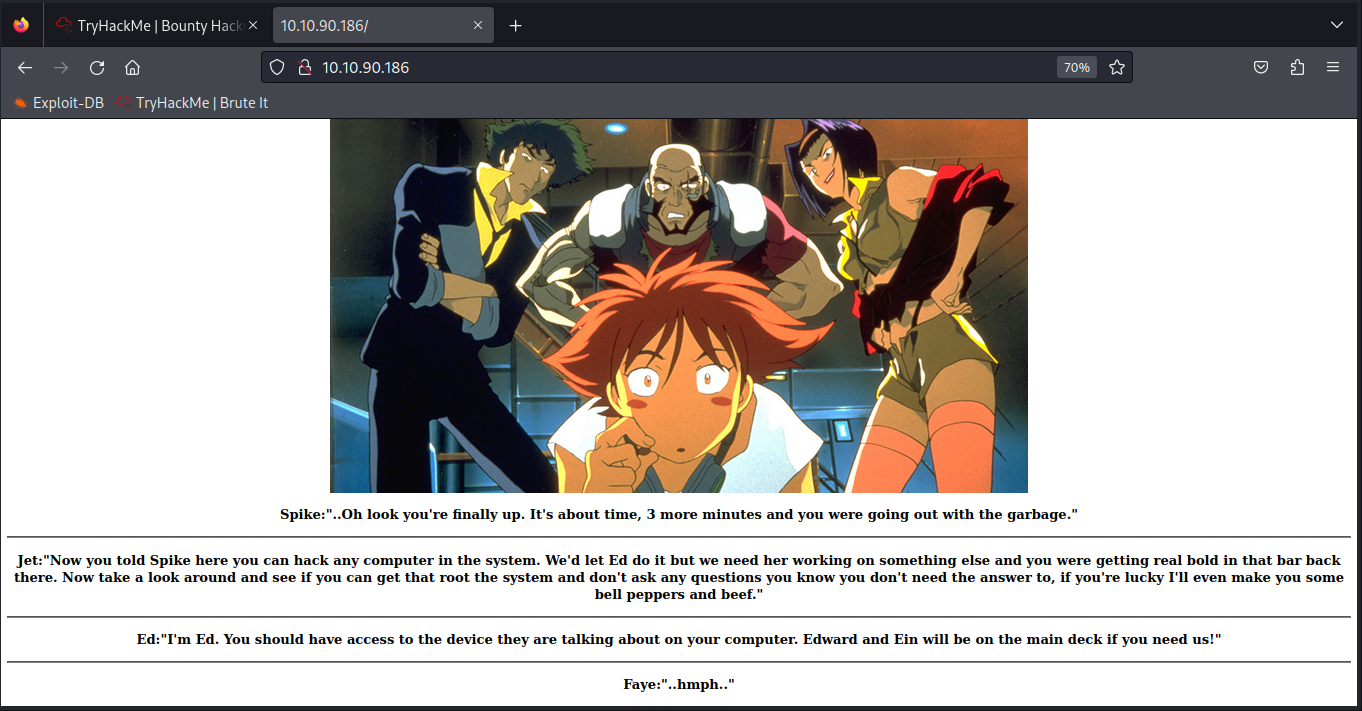 TryHackMe | Bounty Hack
10.10.90.186/
10.10.90.186
70%
Exploit-DB
TryHackMe | Brute It
Spike:"..Oh look you're finally up. It's about time, 3 more minutes and you were going out with the garbage."
Jet:"Now you told Spike here you can hack any computer in the system. We'd let Ed do it but we need her working on something else and you were getting real bold in that bar back
there. Now take a look around and see if you can get that root the system and don't ask any questions you know you don't need the answer to, if you're lucky I'll even make you some
bell peppers and beef."
Ed:"I'm Ed. You should have access to the device they are talking about on your computer. Edward and Ein will be on the main deck if you need us!"
Faye:"..hmph.."